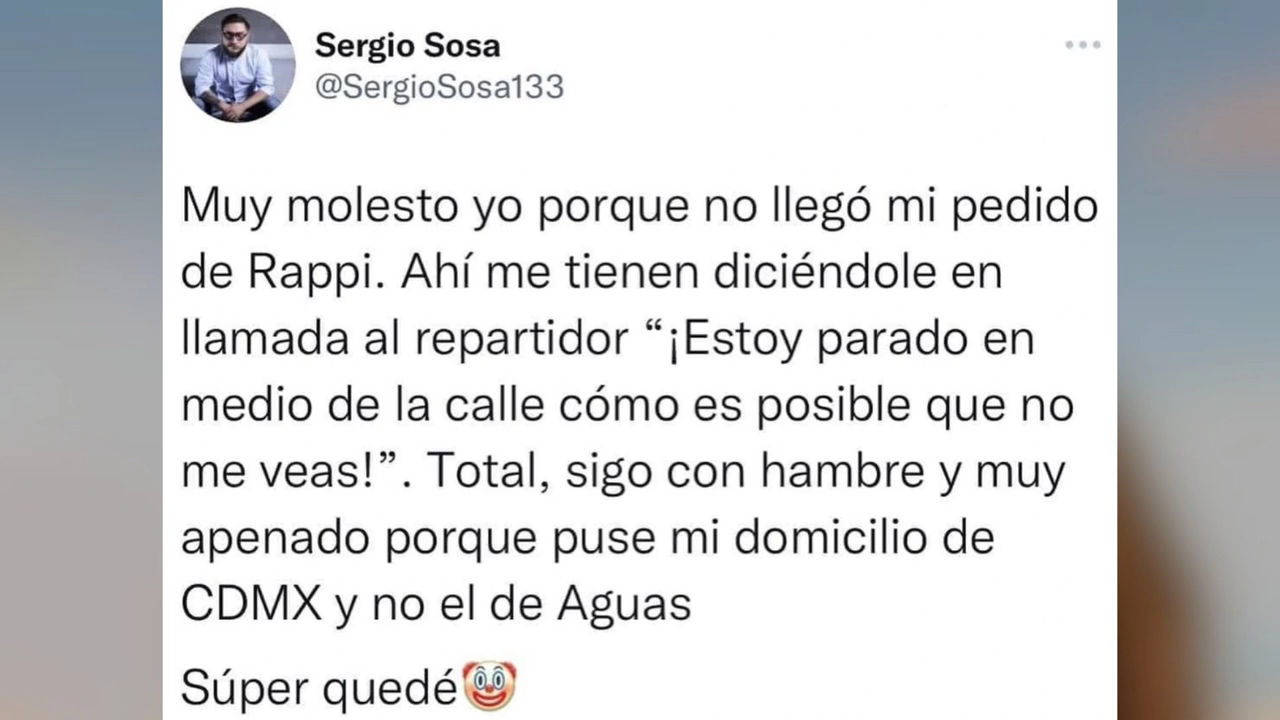 Sergio Sosa
@SergioSosa133
Muy molesto yo porque no llegó mi pedido
de Rappi. Ahí me tienen diciéndole en
llamada al repartidor “¡Estoy parado en
medio de la calle cómo es posible que no
me veas!”. Total, sigo con hambre y muy
apenado porque puse mi domicilio de
CDMX y no el de Aguas
Súper quedé🤡